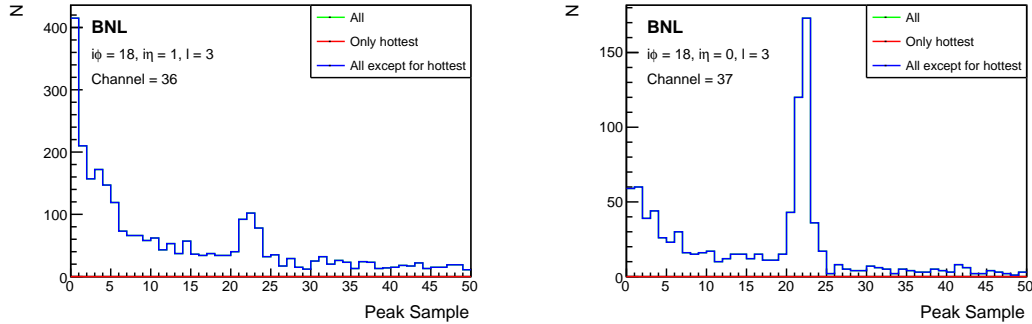 N
400
300
200
100
0
BNL
iϕ = 18, iη = 1, l = 3
Channel = 36
All
Only hottest
All except for hottest
0 5 10 15 20 25 30 35 40 45 50
Peak Sample
N
150
100
50
0
BNL
iϕ = 18, iη = 0, l = 3
Channel = 37
All
Only hottest
All except for hottest
0 5 10 15 20 25 30 35 40 45 50
Peak Sample